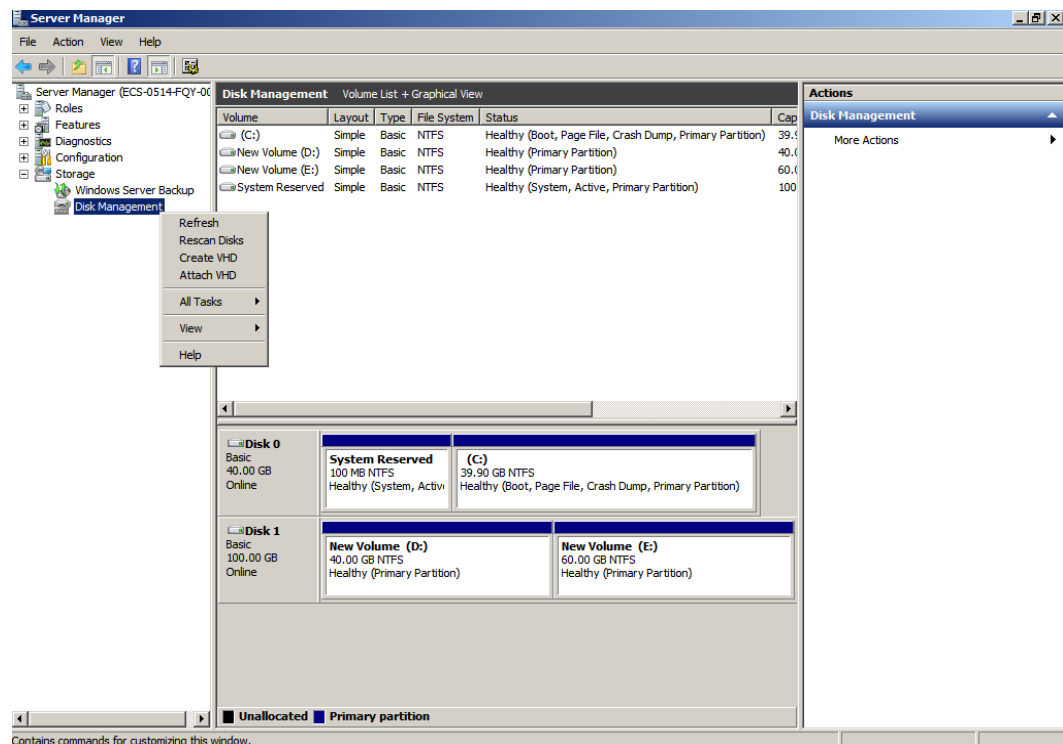 Server Manager
File Action View Help
Server Manager (ECS-0514-FQY-00
Roles
Features
Diagnostics
Configuration
Storage
Windows Server Backup
Disk Management
Refresh
Rescan Disks
Create VHD
Attach VHD
All Tasks
View
Help
Disk Management Volume List + Graphical View
Volume Layout Type File System Status Cap
(C:) Simple Basic NTFS Healthy (Boot, Page File, Crash Dump, Primary Partition) 39.9
New Volume (D:) Simple Basic NTFS Healthy (Primary Partition) 40.0
New Volume (E:) Simple Basic NTFS Healthy (Primary Partition) 60.0
System Reserved Simple Basic NTFS Healthy (System, Active, Primary Partition) 100
Disk 0
Basic
40.00 GB
Online
System Reserved
100 MB NTFS
Healthy (System, Activ
(C:)
39.90 GB NTFS
Healthy (Boot, Page File, Crash Dump, Primary Partition)
Disk 1
Basic
100.00 GB
Online
New Volume (D:)
40.00 GB NTFS
Healthy (Primary Partition)
New Volume (E:)
60.00 GB NTFS
Healthy (Primary Partition)
Unallocated Primary partition
Actions
Disk Management
More Actions
Contains commands for customizing this window.